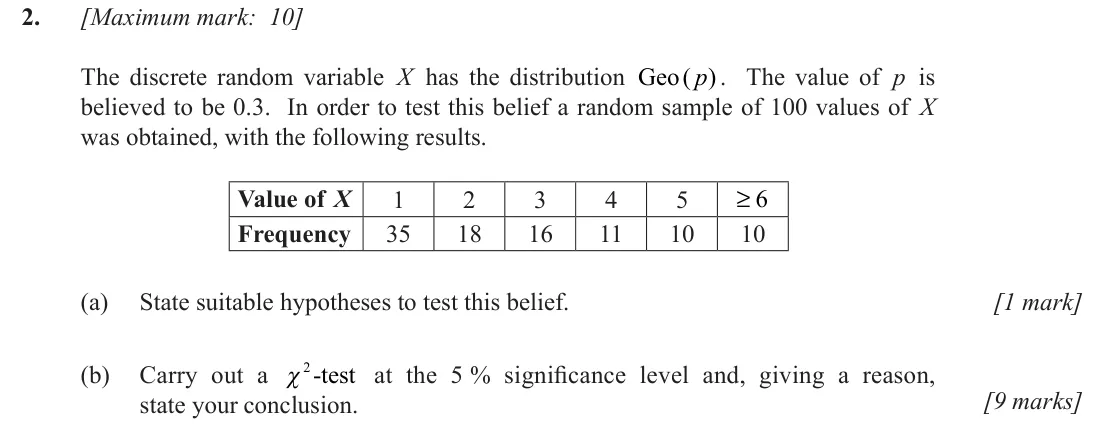 2. [Maximum mark: 10]
The discrete random variable X has the distribution Geo(p). The value of p is
believed to be 0.3. In order to test this belief a random sample of 100 values of X
was obtained, with the following results.
Value of X 1 2 3 4 5 ≥ 6
Frequency 35 18 16 11 10 10
(a) State suitable hypotheses to test this belief. [1 mark]
(b) Carry out a χ²-test at the 5 % significance level and, giving a reason,
state your conclusion. [9 marks]